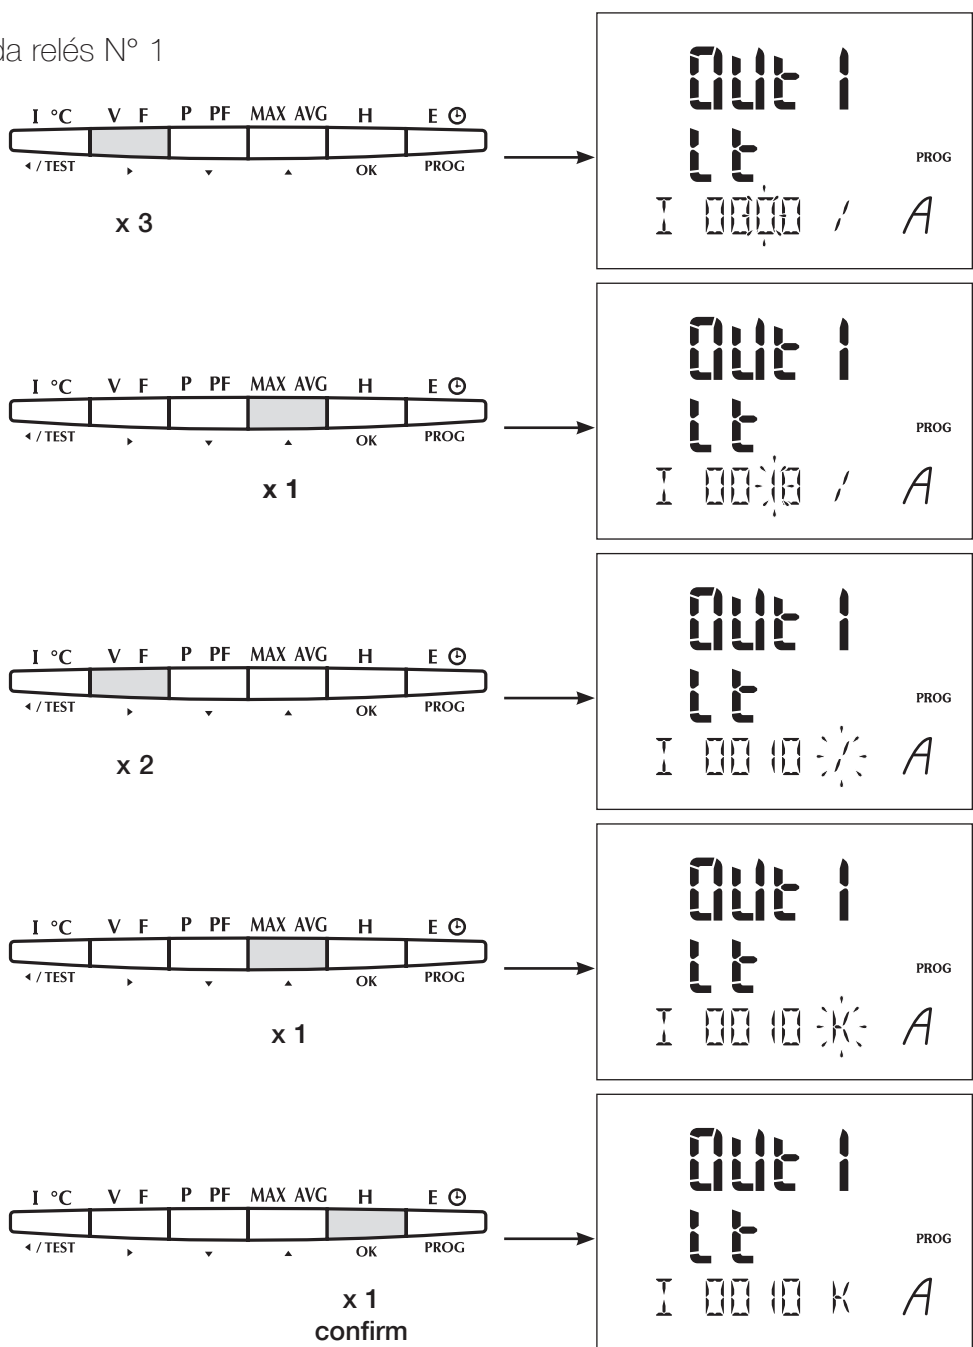 da relés N° 1
I °C V F P PF MAX AVG H E
/ TEST OK PROG
x 3
Out 1
Lt
PROG
I 0000 / A
I °C V F P PF MAX AVG H E
/ TEST OK PROG
x 1
Out 1
Lt
PROG
I 0010 / A
I °C V F P PF MAX AVG H E
/ TEST OK PROG
x 2
Out 1
Lt
PROG
I 0010 / A
I °C V F P PF MAX AVG H E
/ TEST OK PROG
x 1
Out 1
Lt
PROG
I 0010 K A
I °C V F P PF MAX AVG H E
/ TEST OK PROG
x 1
confirm
Out 1
Lt
PROG
I 0010 K A